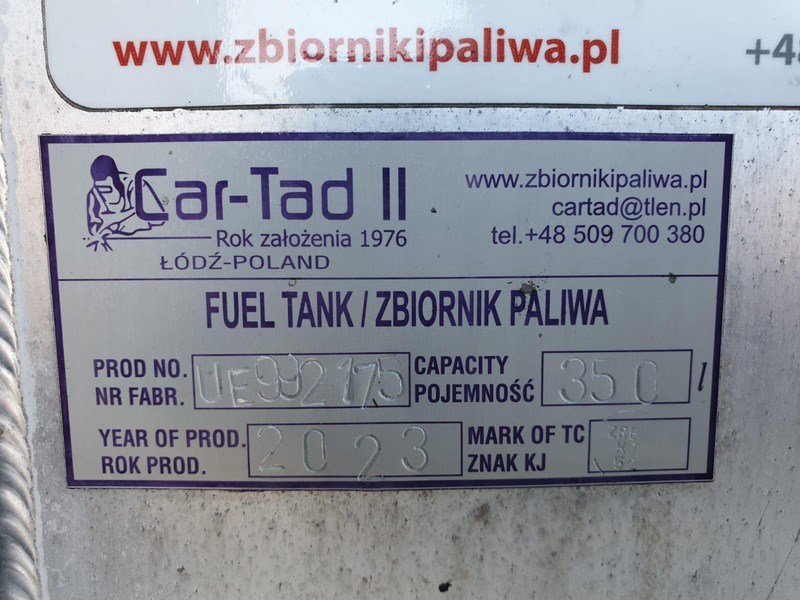 www.zbiornikipaliwa.pl +48
Car-Tad II
Rok założenia 1976
ŁÓDŹ-POLAND
www.zbiornikipaliwa.pl
cartad@tlen.pl
tel.+48 509 700 380
FUEL TANK / ZBIORNIK PALIWA
PROD NO. UE992175 CAPACITY 350 l
NR FABR. POJEMNOŚĆ
YEAR OF PROD. 2023 MARK OF TC
ROK PROD. ZNAK KJ